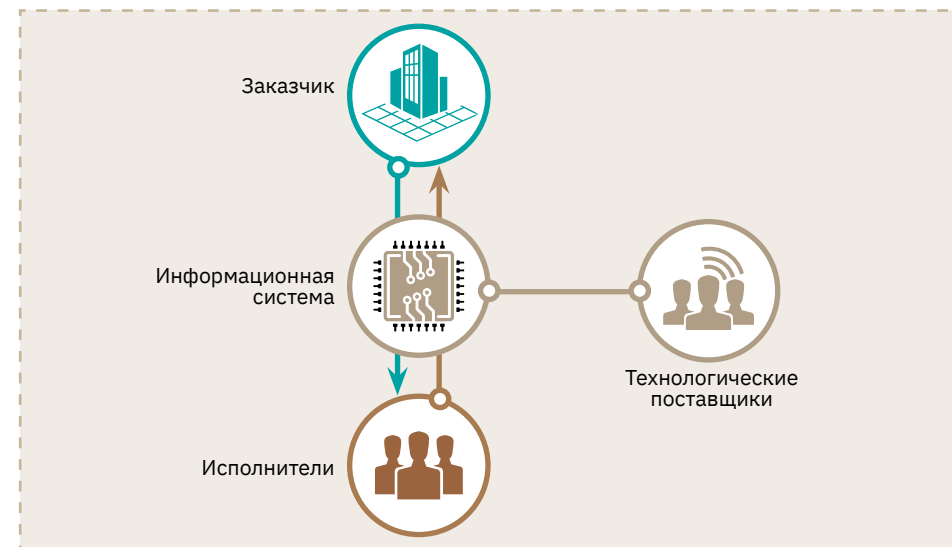 Заказчик
Информационная
система
Технологические
поставщики
Исполнители